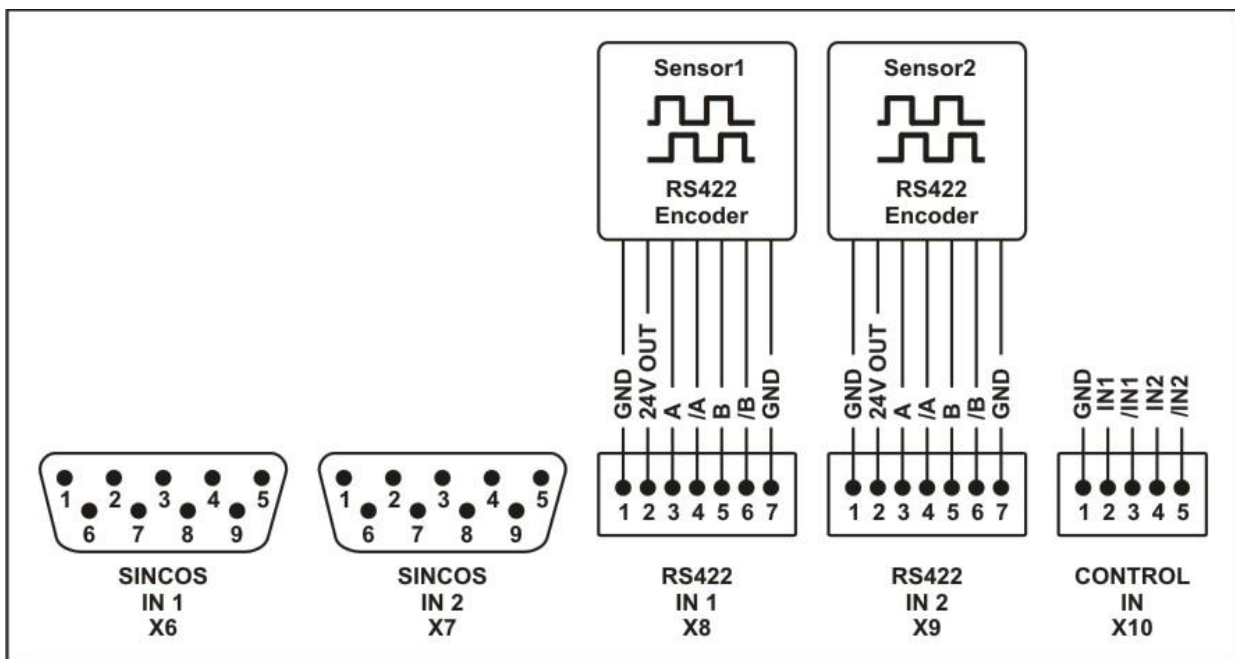 Sensor1
RS422
Encoder
Sensor2
RS422
Encoder
GND
24V OUT
A
/A
B
/B
GND
GND
24V OUT
A
/A
B
/B
GND
GND
IN1
/IN1
IN2
/IN2
1 2 3 4 5
6 7 8 9
1 2 3 4 5
6 7 8 9
1 2 3 4 5 6 7
1 2 3 4 5 6 7
1 2 3 4 5
SINCOS
IN 1
X6
SINCOS
IN 2
X7
RS422
IN 1
X8
RS422
IN 2
X9
CONTROL
IN
X10